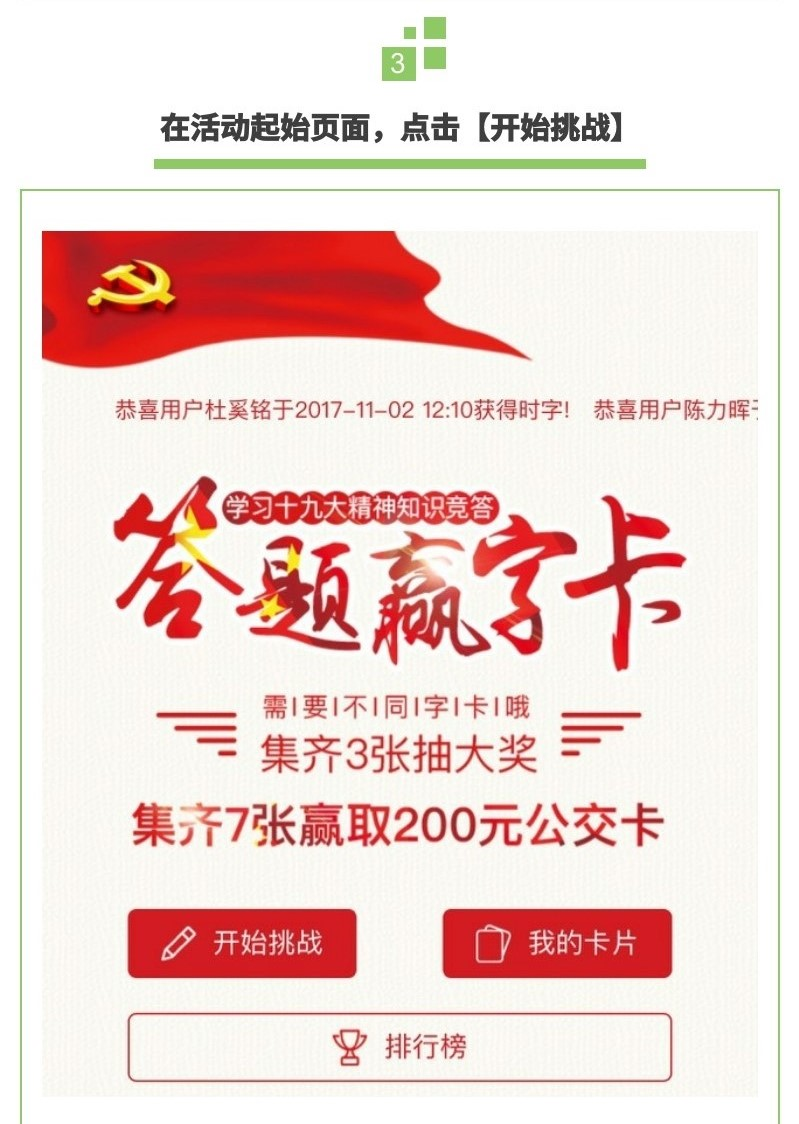 3
在活动起始页面，点击【开始挑战】
恭喜用户杜奚铭于2017-11-02 12:10获得时字! 恭喜用户陈力晖于
学习十九大精神知识竞答
答题赢字卡
需|要|不|同|字|卡|哦
集齐3张抽大奖
集齐7张赢取200元公交卡
开始挑战 我的卡片
排行榜